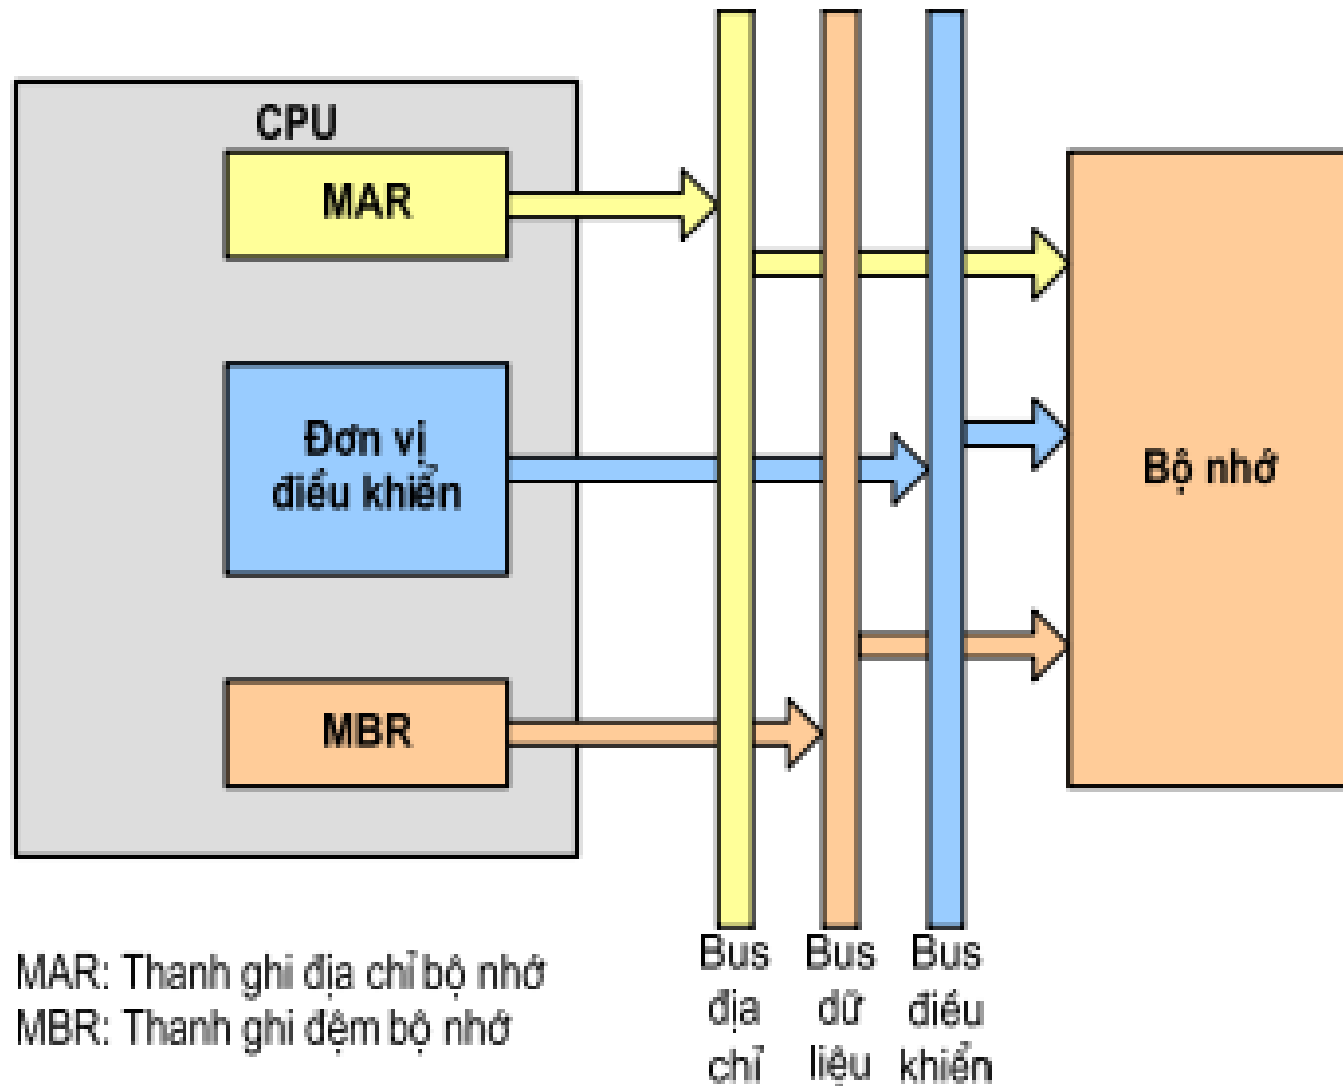 CPU
MAR
Đơn vị
điều khiển
MBR
Bộ nhớ
Bus
địa
chỉ
Bus
dữ
liệu
Bus
điều
khiển
MAR: Thanh ghi địa chỉ bộ nhớ
MBR: Thanh ghi đệm bộ nhớ